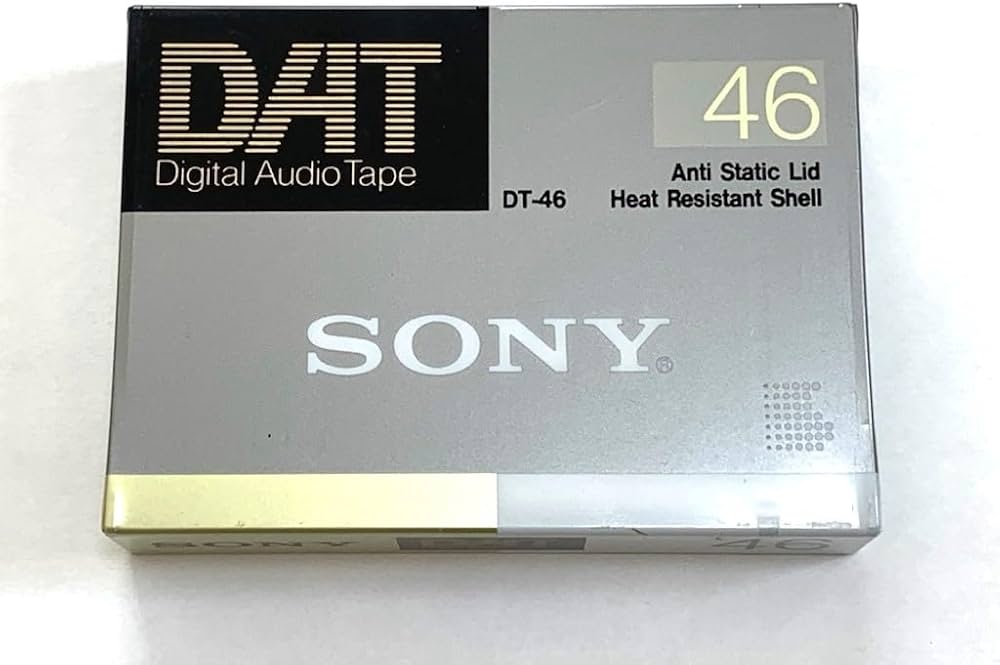 DAT
Digital Audio Tape
46
Anti Static Lid
DT-46 Heat Resistant Shell
SONY®
SONY 46